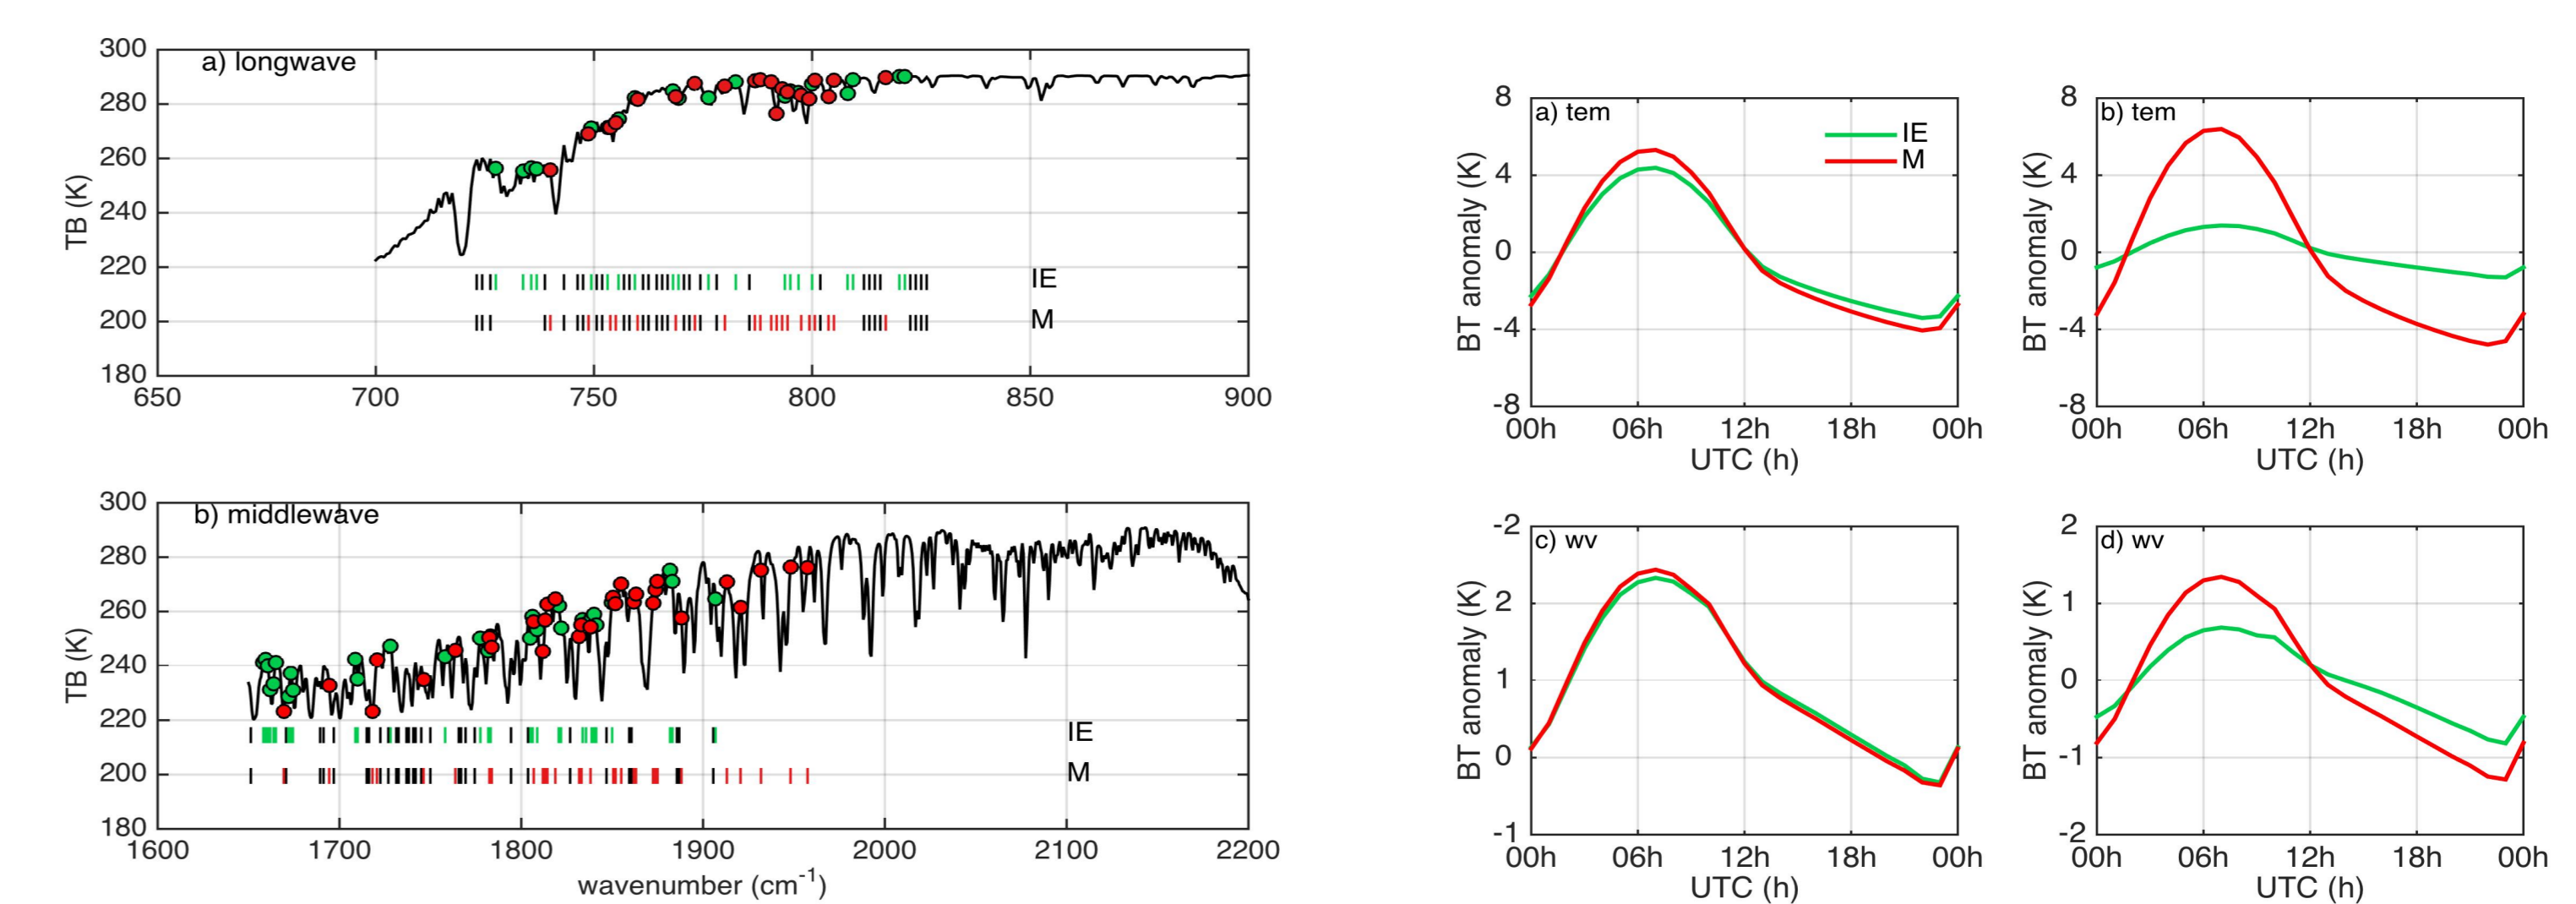 a) longwave
300
280
260
240
220
200
180
TB (K)
IE
M
650 700 750 800 850 900
b) middlewave
300
280
260
240
220
200
180
TB (K)
IE
M
1600 1700 1800 1900 2000 2100 2200
wavenumber (cm-1)
a) tem
IE
M
8
4
0
-4
-8
BT anomaly (K)
00h 06h 12h 18h 00h
UTC (h)
b) tem
8
4
0
-4
-8
BT anomaly (K)
00h 06h 12h 18h 00h
UTC (h)
c) wv
-2
2
1
0
-1
BT anomaly (K)
00h 06h 12h 18h 00h
UTC (h)
d) wv
2
1
0
-1
-2
BT anomaly (K)
00h 06h 12h 18h 00h
UTC (h)